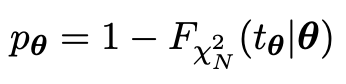 p_θ = 1 − F_{χ²_N}(t_θ|θ)